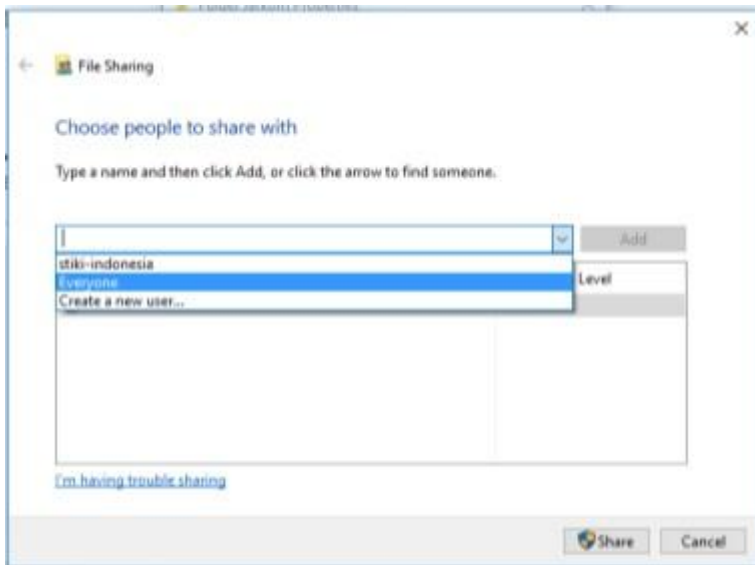 File Sharing
Choose people to share with
Type a name and then click Add, or click the arrow to find someone.
Add
stiki-indonesia
Everyone
Create a new user...
Level
I'm having trouble sharing
Share
Cancel